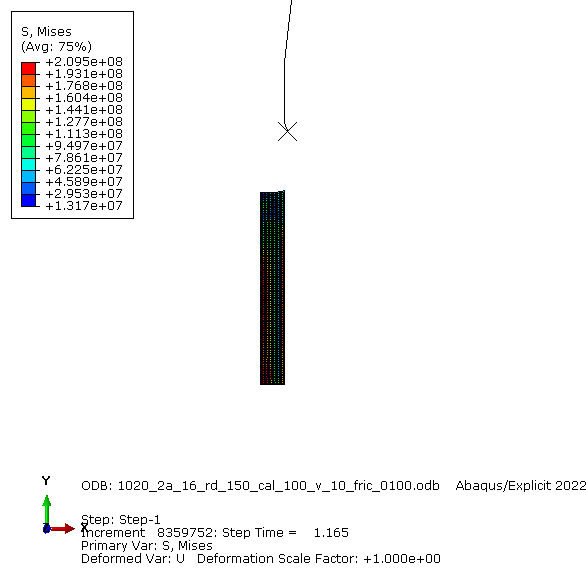 S, Mises
(Avg: 75%)
+2.095e+08
+1.931e+08
+1.768e+08
+1.604e+08
+1.441e+08
+1.277e+08
+1.113e+08
+9.497e+07
+7.861e+07
+6.225e+07
+4.589e+07
+2.953e+07
+1.317e+07
Y
X
ODB: 1020_2a_16_rd_150_cal_100_v_10_fric_0100.odb Abaqus/Explicit 2022
Step: Step-1
Increment 8359752: Step Time = 1.165
Primary Var: S, Mises
Deformed Var: U Deformation Scale Factor: +1.000e+00